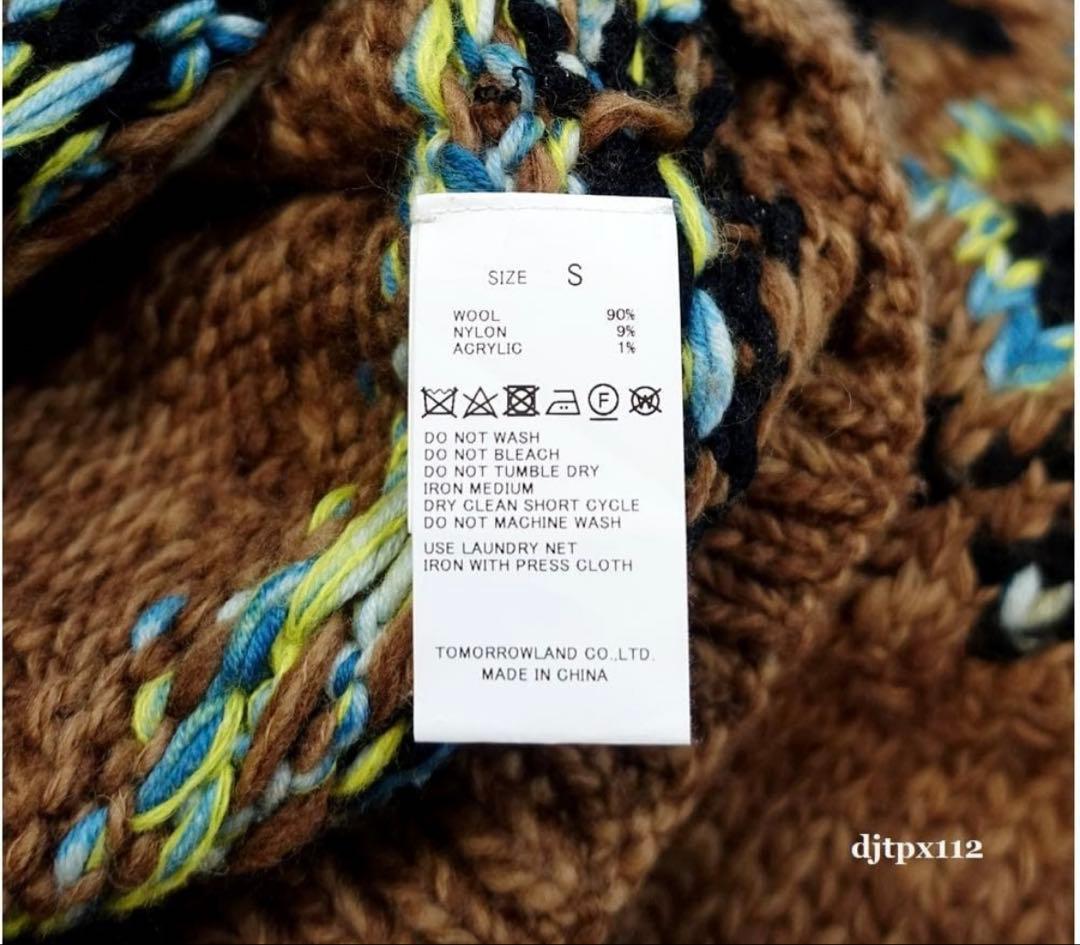 SIZE S
WOOL 90%
NYLON 9%
ACRYLIC 1%
F W
DO NOT WASH
DO NOT BLEACH
DO NOT TUMBLE DRY
IRON MEDIUM
DRY CLEAN SHORT CYCLE
DO NOT MACHINE WASH
USE LAUNDRY NET
IRON WITH PRESS CLOTH
TOMORROWLAND CO.,LTD.
MADE IN CHINA
djtpx112